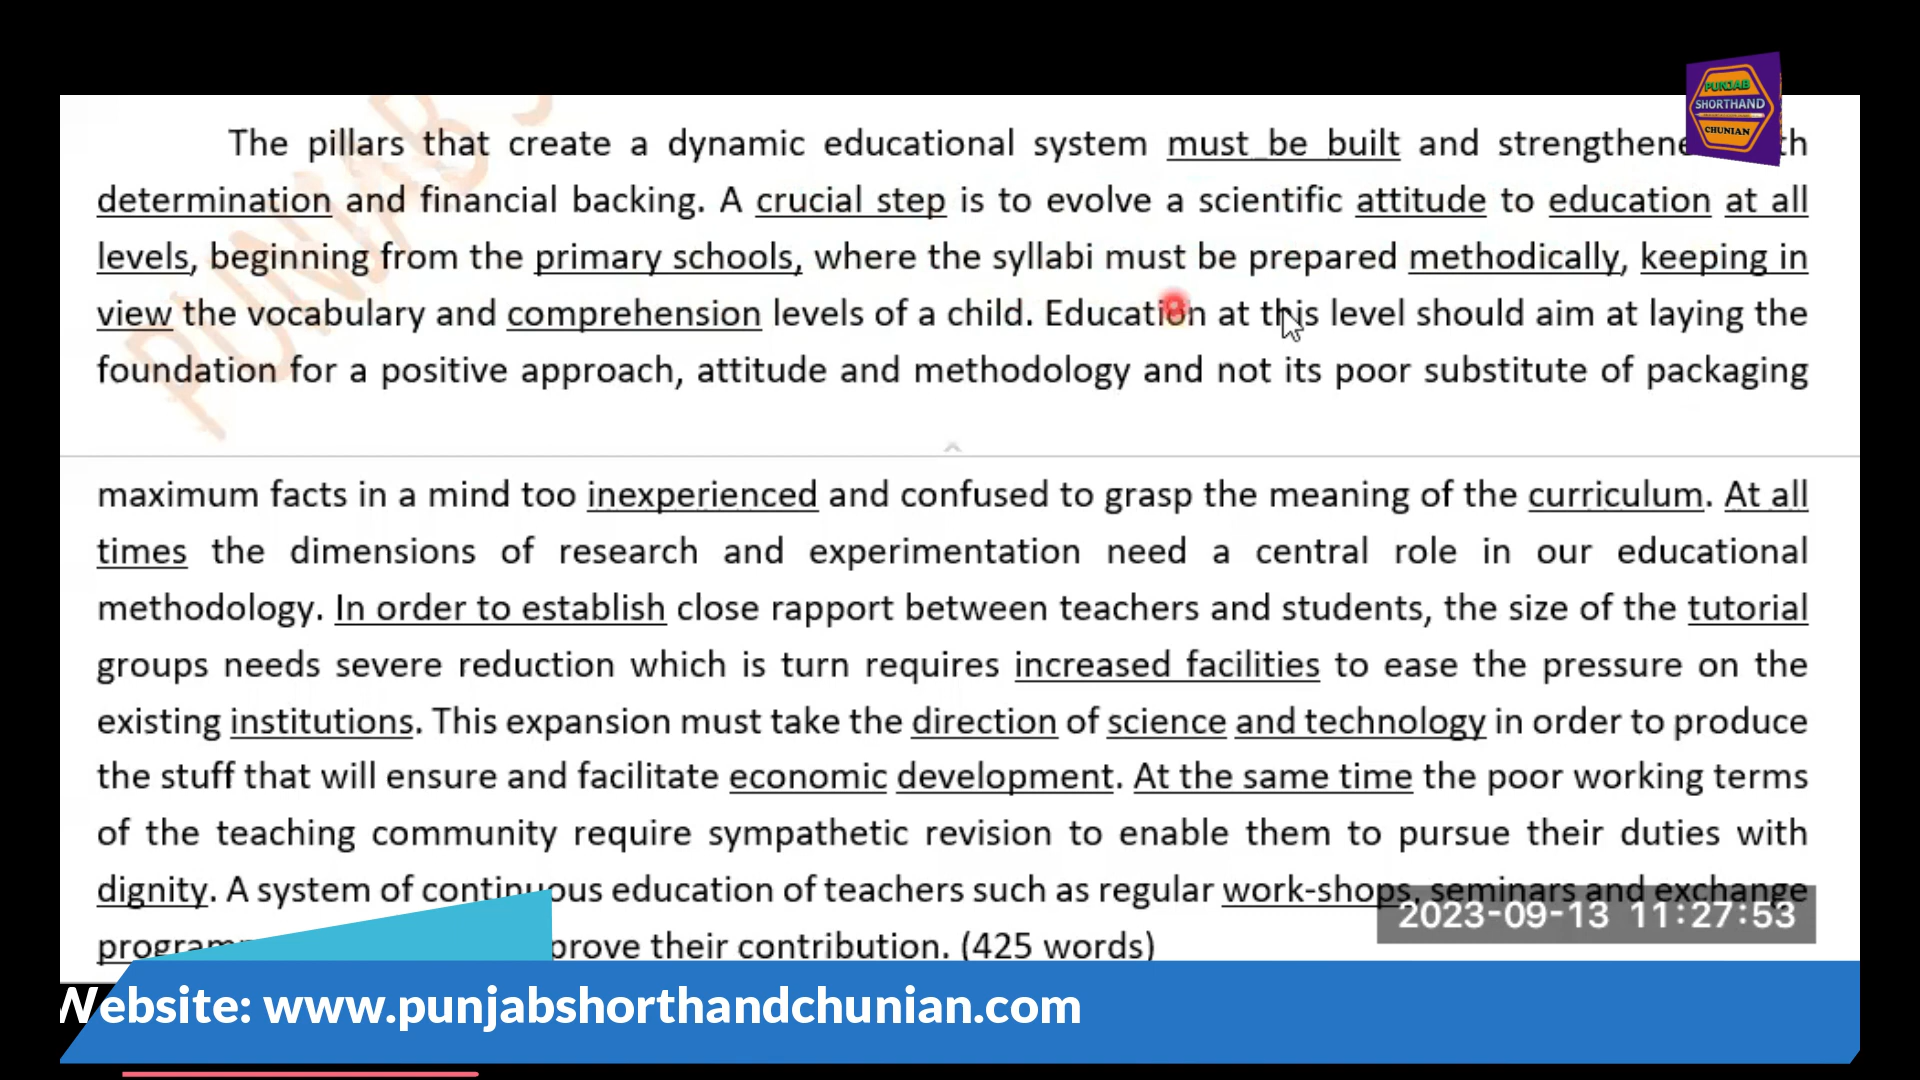 PUNJAB
SHORTHAND
CHUNIAN
The pillars that create a dynamic educational system must be built and
determination and financial backing. A crucial step is to evolve a scientific attitude to education at all
levels, beginning from the primary schools, where the syllabi must be prepared methodically, keeping in
view the vocabulary and comprehension levels of a child. Education at this level should aim at laying the
foundation for a positive approach, attitude and methodology and not its poor substitute of packaging
PUNJAB S
maximum facts in a mind too inexperienced and confused to grasp the meaning of the curriculum. At all
times the dimensions of research and experimentation need a central role in our educational
methodology. In order to establish close rapport between teachers and students, the size of the tutorial
groups needs severe reduction which is turn requires increased facilities to ease the pressure on the
existing institutions. This expansion must take the direction of science and technology in order to produce
the stuff that will ensure and facilitate economic development. At the same time the poor working terms
of the teaching community require sympathetic revision to enable them to pursue their duties with
dignity. A system of continuous education of teachers such as regular work-shops, seminars and exchange
their contribution. (425 words)
2023-09-13 11:27:53
Website: www.punjabshorthandchunian.com